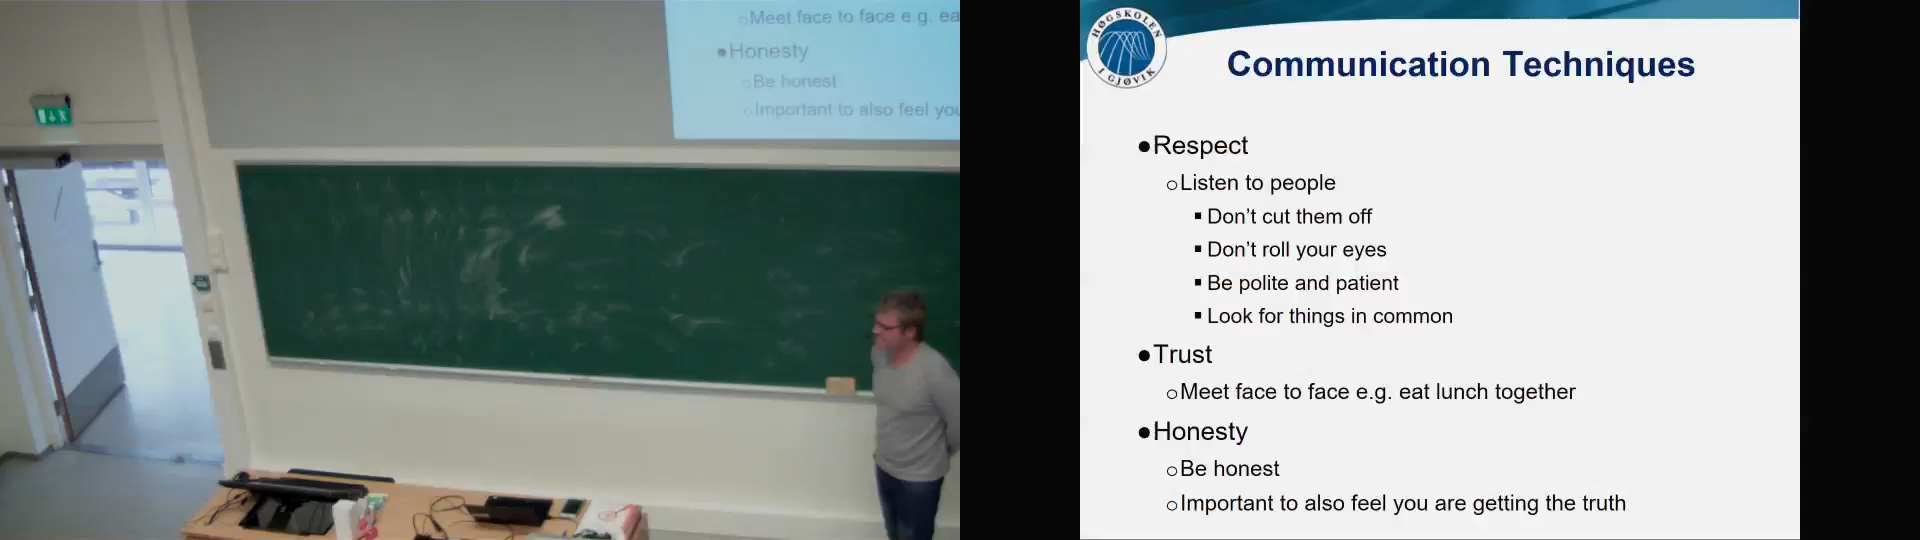 Meet face to face e.g. ea
Honesty
Be honest
Important to also feel you
HØGSKOLEN
I GJØVIK
Communication Techniques
●Respect
○Listen to people
▪Don't cut them off
▪Don't roll your eyes
▪Be polite and patient
▪Look for things in common
●Trust
○Meet face to face e.g. eat lunch together
●Honesty
○Be honest
○Important to also feel you are getting the truth